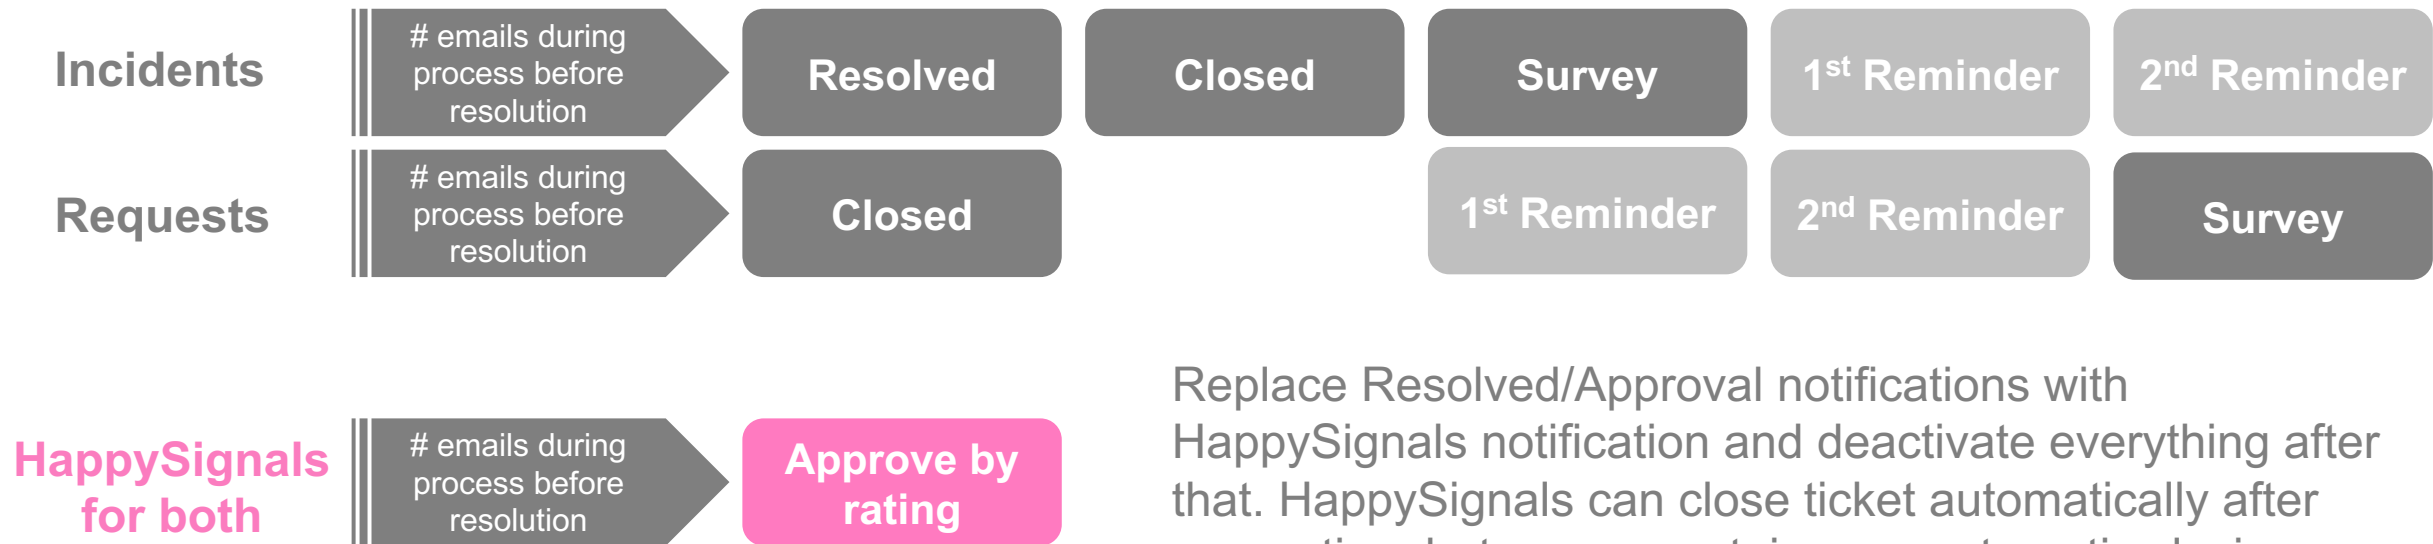 Incidents
# emails during
process before
resolution
Resolved
Closed
Survey
1st Reminder
2nd Reminder
Requests
# emails during
process before
resolution
Closed
1st Reminder
2nd Reminder
Survey
HappySignals
for both
# emails during
process before
resolution
Approve by
rating
Replace Resolved/Approval notifications with
HappySignals notification and deactivate everything after
that. HappySignals can close ticket automatically after